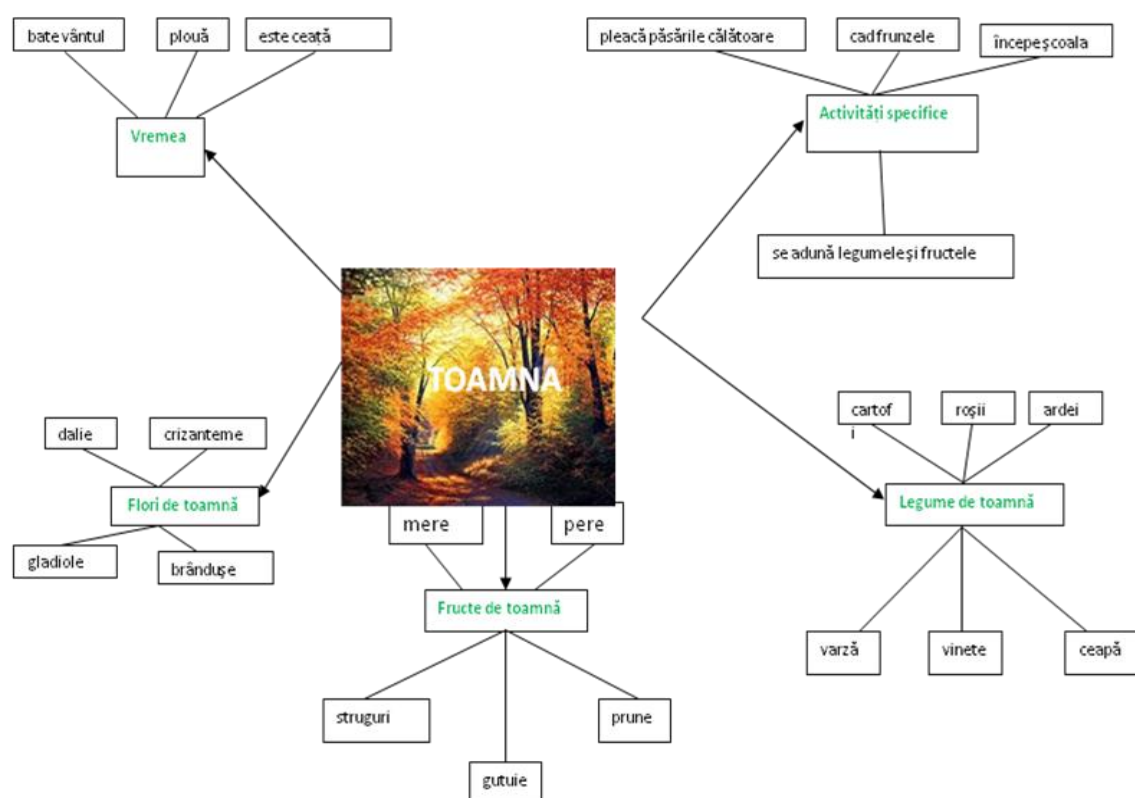 bate vântul
plouă
este ceață
Vremea
pleacă păsările călătoare
cad frunzele
începe școala
Activități specifice
se adună legumele și fructele
TOAMNA
dalie
crizanteme
Flori de toamnă
gladiole
brândușe
mere
pere
Fructe de toamnă
struguri
prune
gutuie
cartof
i
roșii
ardei
Legume de toamnă
varză
vinete
ceapă